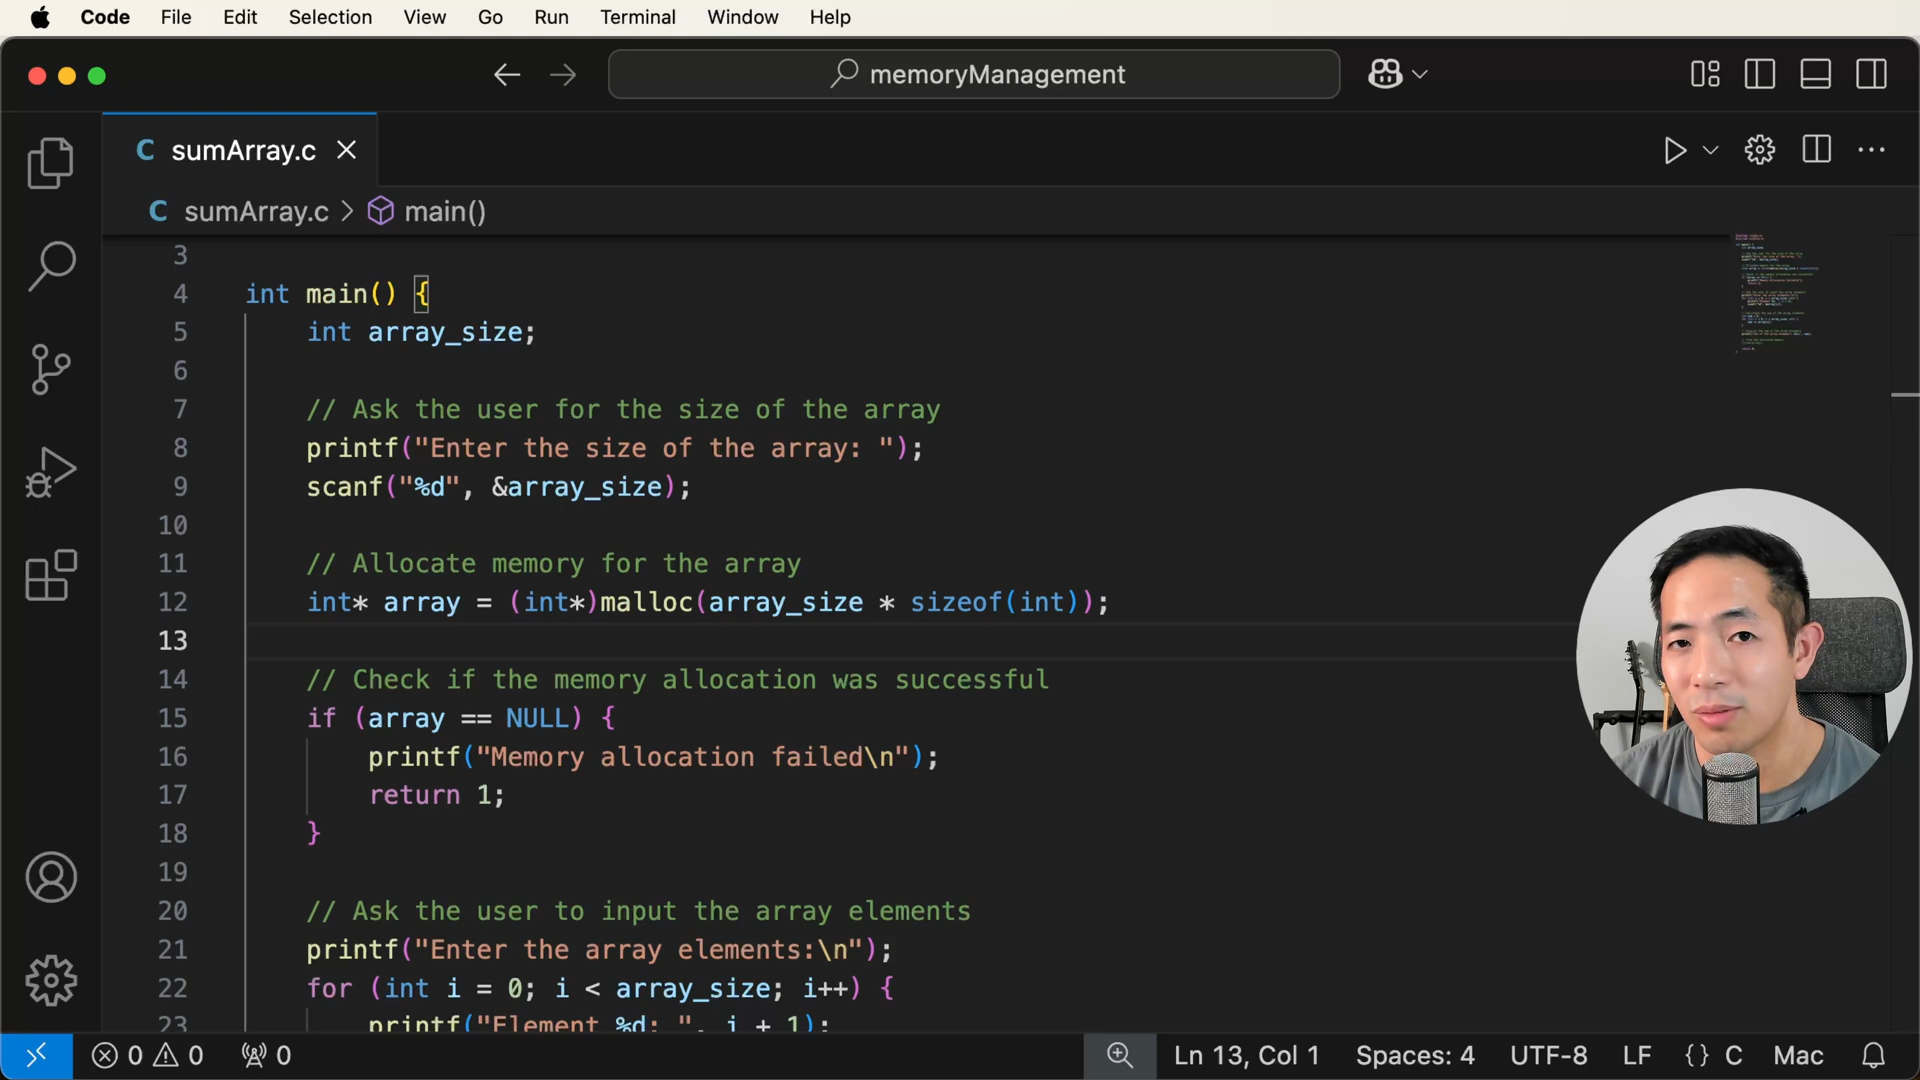 Code File Edit Selection View Go Run Terminal Window Help
memoryManagement
C sumArray.c
C sumArray.c > main()
3
4 int main() {
5 int array_size;
6
7 // Ask the user for the size of the array
8 printf("Enter the size of the array: ");
9 scanf("%d", &array_size);
10
11 // Allocate memory for the array
12 int* array = (int*)malloc(array_size * sizeof(int));
13
14 // Check if the memory allocation was successful
15 if (array == NULL) {
16 printf("Memory allocation failed\n");
17 return 1;
18 }
19
20 // Ask the user to input the array elements
21 printf("Enter the array elements:\n");
22 for (int i = 0; i < array_size; i++) {
23 printf("Element %d: ", i + 1);
0 0 0 Ln 13, Col 1 Spaces: 4 UTF-8 LF {} C Mac